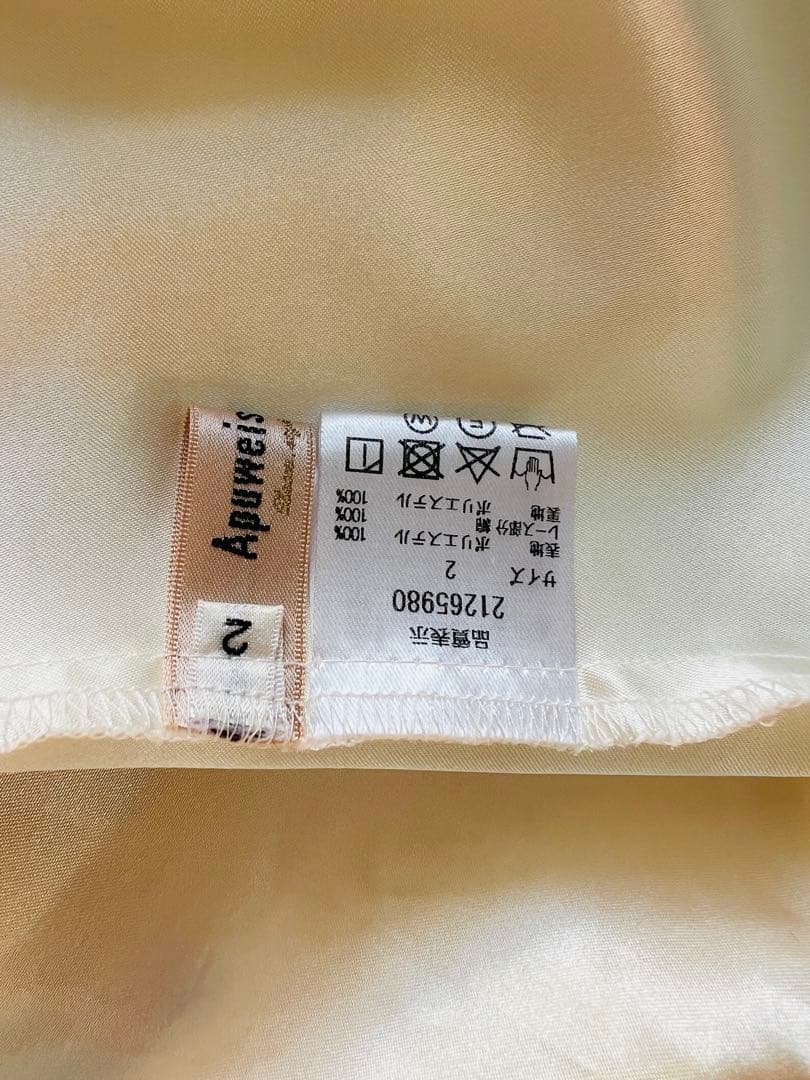 品質表示
21265980
サイズ 2
表地 ポリエステル 100%
レース部分 綿 100%
裏地 ポリエステル 100%
W
Apuweis
2